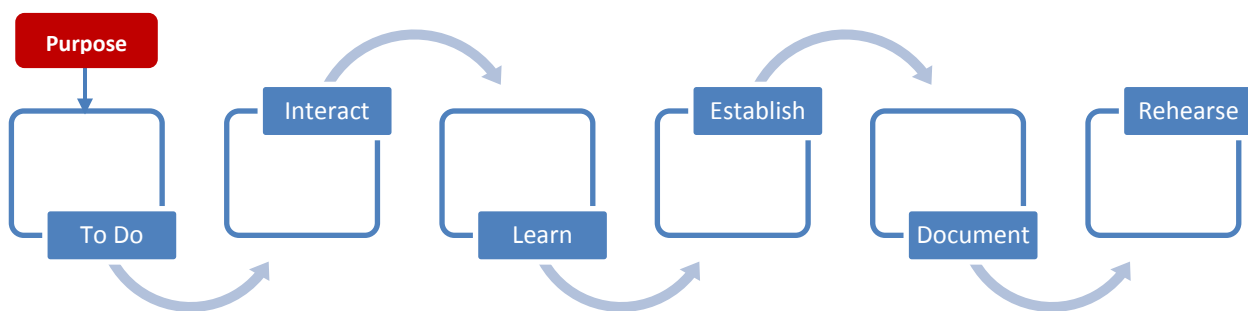 Purpose
To Do
Interact
Learn
Establish
Document
Rehearse